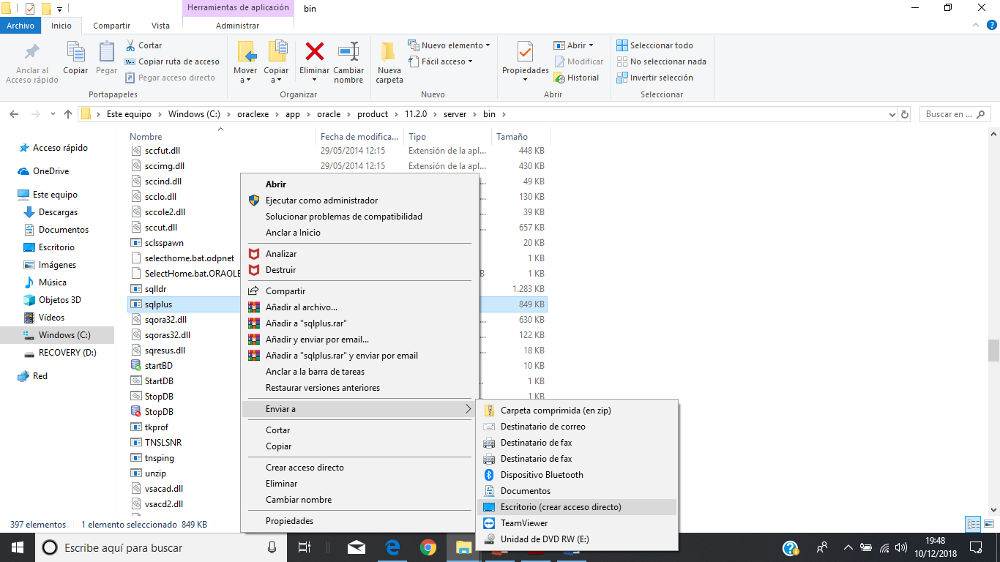 Herramientas de aplicación
bin
Archivo
Inicio
Compartir
Vista
Administrar
Anclar al
Acceso rápido
Copiar
Pegar
Cortar
Copiar ruta de acceso
Pegar acceso directo
Portapapeles
Mover
a
Copiar
a
Eliminar
Cambiar
nombre
Organizar
Nueva
carpeta
Nuevo elemento
Fácil acceso
Nuevo
Propiedades
Abrir
Modificar
Historial
Abrir
Seleccionar todo
No seleccionar nada
Invertir selección
Seleccionar
Este equipo > Windows (C:) > oraclexe > app > oracle > product > 11.2.0 > server > bin >
Buscar en ...
Acceso rápido
OneDrive
Este equipo
Descargas
Documentos
Escritorio
Imágenes
Música
Objetos 3D
Vídeos
Windows (C:)
RECOVERY (D:)
Red
Nombre Fecha de modifica... Tipo Tamaño
sccfut.dll 29/05/2014 12:15 Extensión de la apl... 448 KB
sccimg.dll 29/05/2014 12:15 Extensión de la apl... 430 KB
sccind.dll 49 KB
scclo.dll 130 KB
sccole2.dll 39 KB
sccut.dll 657 KB
sclsspawn 20 KB
selecthome.bat.odpnet 1 KB
SelectHome.bat.ORAOLE 1 KB
sqlldr 1.283 KB
sqlplus 849 KB
sqora32.dll 630 KB
sqoras32.dll 122 KB
sqresus.dll 18 KB
startBD 10 KB
StartDB 1 KB
StopDB 1 KB
StopDB
tkprof
TNSLSNR
tnsping
unzip
vsacad.dll
vsacd2.dll
Abrir
Ejecutar como administrador
Solucionar problemas de compatibilidad
Anclar a Inicio
Analizar
Destruir
Compartir
Añadir al archivo...
Añadir a "sqlplus.rar"
Añadir y enviar por email...
Añadir a "sqlplus.rar" y enviar por email
Anclar a la barra de tareas
Restaurar versiones anteriores
Enviar a
Cortar
Copiar
Crear acceso directo
Eliminar
Cambiar nombre
Propiedades
Carpeta comprimida (en zip)
Destinatario de correo
Destinatario de fax
Destinatario de fax
Dispositivo Bluetooth
Documentos
Escritorio (crear acceso directo)
TeamViewer
Unidad de DVD RW (E:)
397 elementos 1 elemento seleccionado 849 KB
Escribe aquí para buscar
19:48
10/12/2018